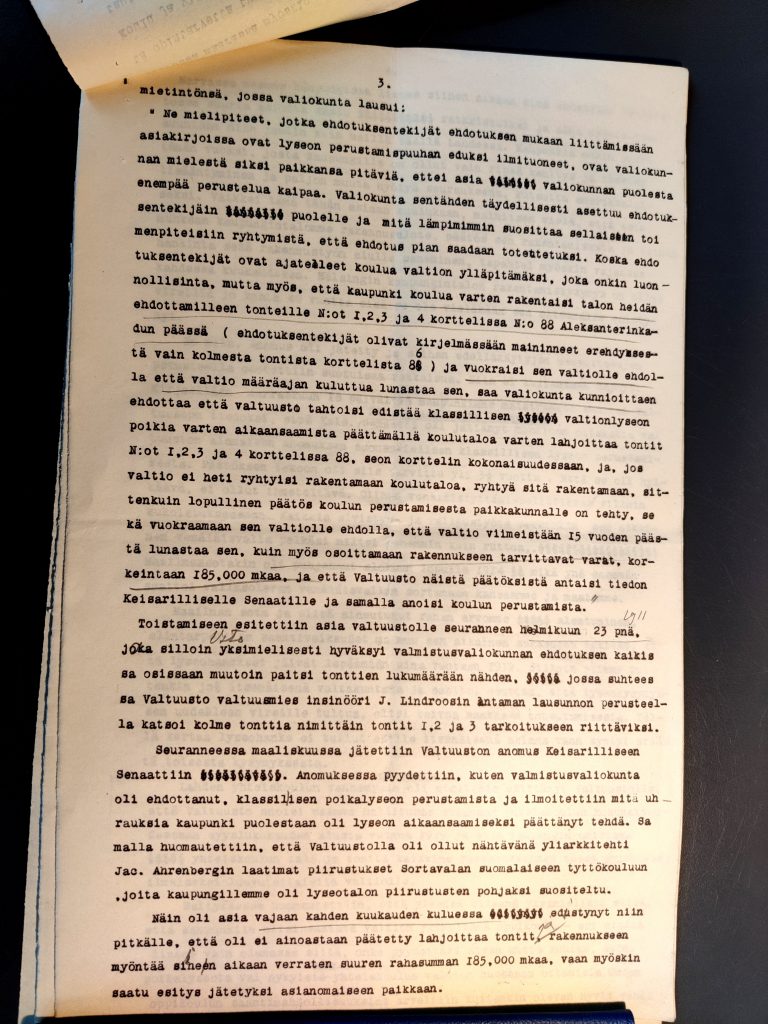 3.
mietintönsä, jossa valiokunta lausui:
" Ne mielipiteet, jotka ehdotuksentekijät ehdotuksen mukaan liittämissään
asiakirjoissa ovat lyseon perustamispuuhan eduksi ilmituoneet, ovat valiokun-
nan mielestä siksi paikkansa pitäviä, ettei asia valiokunnan puolesta
enempää perustelua kaipaa. Valiokunta sentähden täydellisesti asettuu ehdotuk-
sentekijäin puolelle ja mitä lämpimimmin suosittaa sellaisten toi
menpiteisiin ryhtymistä, että ehdotus pian saadaan toteutetuksi. Koska ehdo
tuksentekijät ovat ajatelleet koulua valtion ylläpitämäksi, joka onkin luon-
nollisinta, mutta myös, että kaupunki koulua varten rakentaisi talon heidän
ehdottamilleen tonteille N:ot I,2,3 ja 4 korttelissa N:o 88 Aleksanterinka-
dun päässä ( ehdotuksentekijät olivat kirjelmässään maininneet erehdykses-
tä vain kolmesta tontista korttelista 86 ) ja vuokraisi sen valtiolle ehdol-
la että valtio määräajan kuluttua lunastaa sen, saa valiokunta kunnioittaen
ehdottaa että valtuusto tahtoisi edistää klassillisen valtionlyseon
poikia varten aikaansaamista päättämällä koulutaloa varten lahjoittaa tontit
N:ot I,2,3 ja 4 korttelissa 88, seon korttelin kokonaisuudessaan, ja, jos
valtio ei heti ryhtyisi rakentamaan koulutaloa, ryhtyä sitä rakentamaan, sit-
tenkuin lopullinen päätös koulun perustamisesta paikkakunnalle on tehty, se
kä vuokraamaan sen valtiolle ehdolla, että valtio viimeistään I5 vuoden pääs-
tä lunastaa sen, kuin myös osoittamaan rakennukseen tarvittavat varat, kor-
keintaan I85,000 mkaa, ja että Valtuusto näistä päätöksistä antaisi tiedon
Keisarilliselle Senaatille ja samalla anoisi koulun perustamista."
1911
Toistamiseen esitettiin asia valtuustolle seuranneen helmikuun 23 pnä,
joka silloin yksimielisesti hyväksyi valmistusvaliokunnan ehdotuksen kaikis
sa osissaan muutoin paitsi tonttien lukumäärään nähden, jossa suhtees
sa Valtuusto valtuusmies insinööri J. Lindroosin antaman lausunnon perusteel-
la katsoi kolme tonttia nimittäin tontit I,2 ja 3 tarkoitukseen riittäviksi.
Seuranneessa maaliskuussa jätettiin Valtuuston anomus Keisarilliseen
Senaattiin . Anomuksessa pyydettiin, kuten valmistusvaliokunta
oli ehdottanut, klassillisen poikalyseon perustamista ja ilmoitettiin mitä uh-
rauksia kaupunki puolestaan oli lyseon aikaansaamiseksi päättänyt tehdä. Sa
malla huomautettiin, että Valtuustolla oli ollut nähtävänä yliarkkitehti
Jac. Ahrenbergin laatimat piirustukset Sortavalan suomalaiseen tyttökouluun
,joita kaupungillemme oli lyseotalon piirustusten pohjaksi suositeltu.
Näin oli asia vajaan kahden kuukauden kuluessa edistynyt niin
pitkälle, että oli ei ainoastaan päätetty lahjoittaa tontit, ja rakennukseen
myöntää siihen aikaan verraten suuren rahasumman I85,000 mkaa, vaan myöskin
saatu esitys jätetyksi asianomaiseen paikkaan.